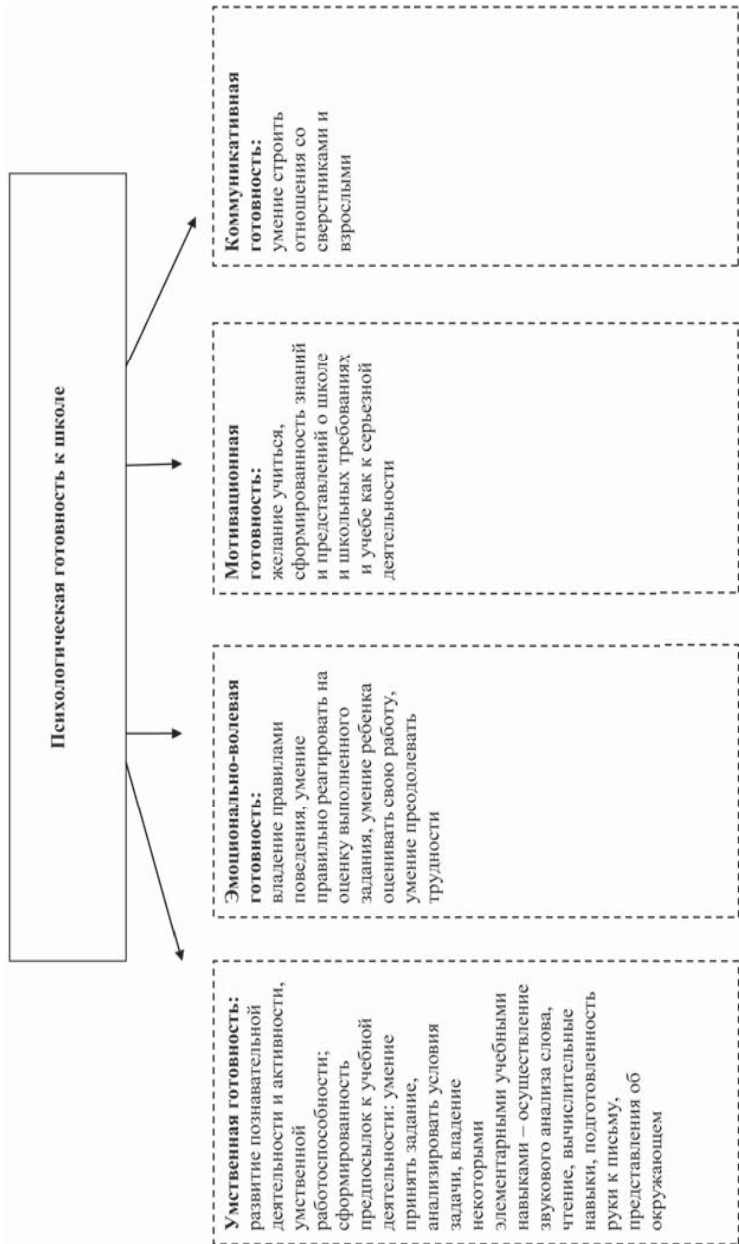 Психологическая готовность к школе
Умственная готовность:
развитие познавательной
деятельности и активности,
умственной
работоспособности;
сформированность
предпосылок к учебной
деятельности: умение
принять задание,
анализировать условия
задачи, владение
некоторыми
элементарными учебными
навыками – осуществление
звукового анализа слова,
чтение, вычислительные
навыки, подготовленность
руки к письму,
представления об
окружающем
Эмоционально-волевая
готовность:
владение правилами
поведения, умение
правильно реагировать на
оценку выполненного
задания, умение ребенка
оценивать свою работу,
умение преодолевать
трудности
Мотивационная
готовность:
желание учиться,
сформированность знаний
и представлений о школе
и школьных требованиях
и учебе как к серьезной
деятельности
Коммуникативная
готовность:
умение строить
отношения со
сверстниками и
взрослыми